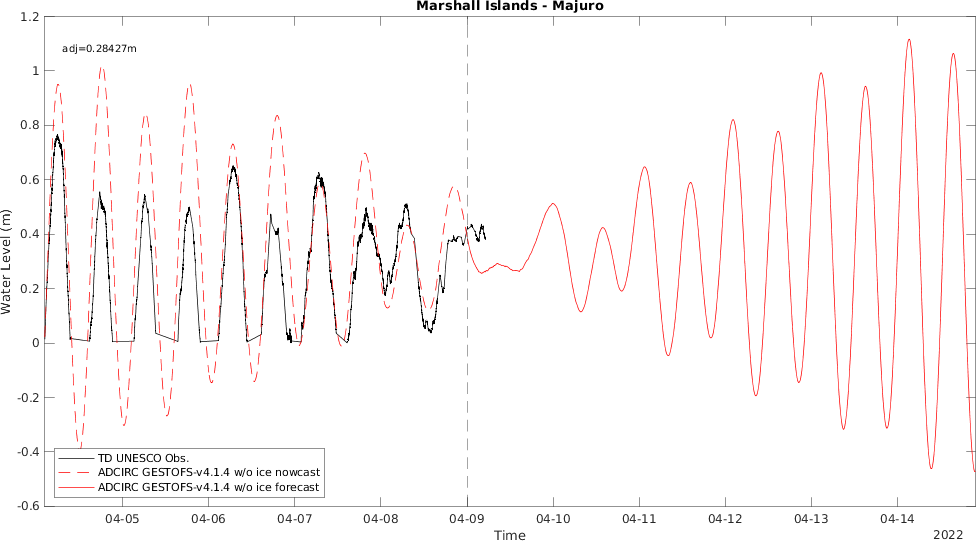 Marshall Islands - Majuro
adj=0.28427m
Water Level (m)
1.2
1
0.8
0.6
0.4
0.2
0
-0.2
-0.4
-0.6
TD UNESCO Obs.
ADCIRC GESTOFS-v4.1.4 w/o ice nowcast
ADCIRC GESTOFS-v4.1.4 w/o ice forecast
04-05 04-06 04-07 04-08 04-09 04-10 04-11 04-12 04-13 04-14
Time
2022